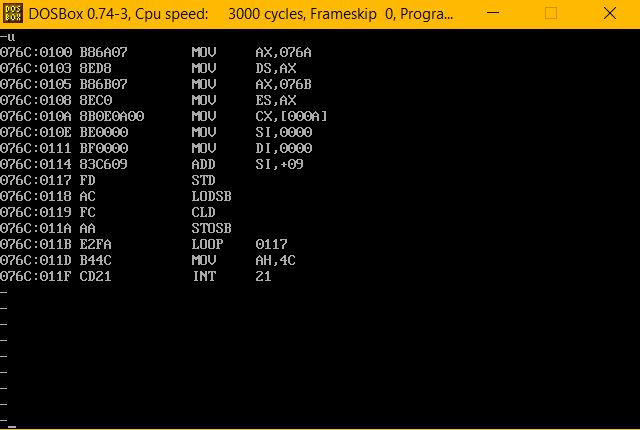 DOS BOX DOSBox 0.74-3, Cpu speed: 3000 cycles, Frameskip 0, Progra...
-u
076C:0100 B86A07 MOV AX,076A
076C:0103 8ED8 MOV DS,AX
076C:0105 B86B07 MOV AX,076B
076C:0108 8EC0 MOV ES,AX
076C:010A 8B0E0A00 MOV CX,[000A]
076C:010E BE0000 MOV SI,0000
076C:0111 BF0000 MOV DI,0000
076C:0114 83C609 ADD SI,+09
076C:0117 FD STD
076C:0118 AC LODSB
076C:0119 FC CLD
076C:011A AA STOSB
076C:011B E2FA LOOP 0117
076C:011D B44C MOV AH,4C
076C:011F CD21 INT 21
-
-
-
-
-
-
-
-
-_